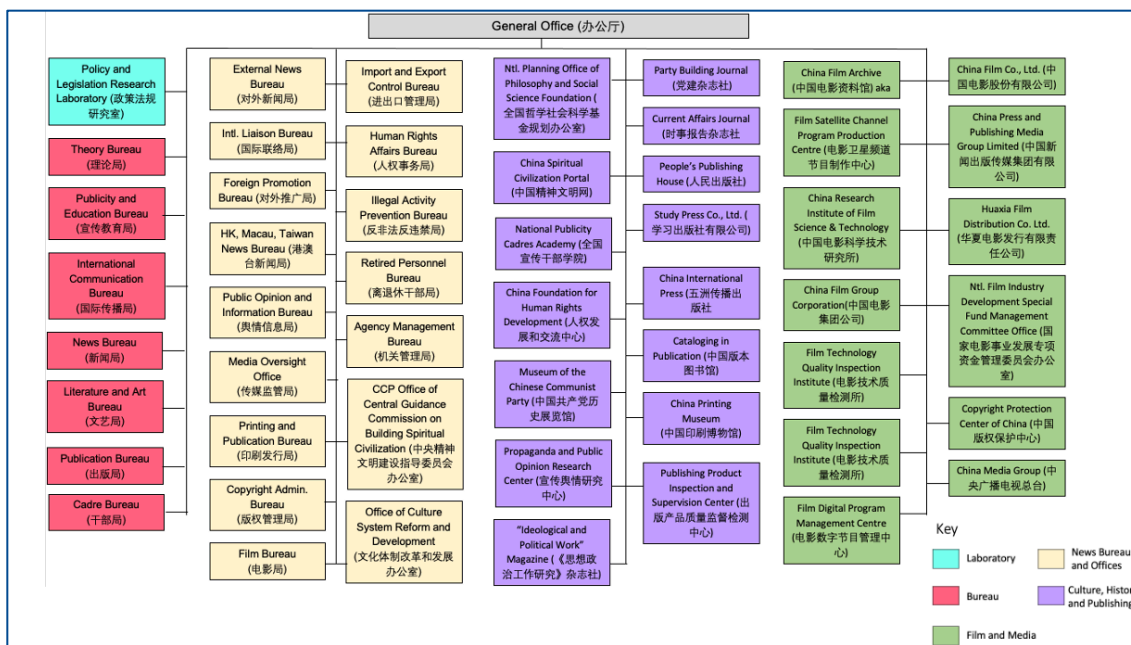 General Office (办公厅)
Policy and
Legislation Research
Laboratory (政策法规
研究室)
Theory Bureau
(理论局)
Publicity and
Education Bureau
(宣传教育局)
International
Communication
Bureau
(国际传播局)
News Bureau
(新闻局)
Literature and Art
Bureau
(文艺局)
Publication Bureau
(出版局)
Cadre Bureau
(干部局)
External News
Bureau
(对外新闻局)
Intl. Liaison Bureau
(国际联络局)
Foreign Promotion
Bureau (对外推广局)
HK, Macau, Taiwan
News Bureau (港澳
台新闻局)
Public Opinion and
Information Bureau
(舆情信息局)
Media Oversight
Office
(传媒监管局)
Printing and
Publication Bureau
(印刷发行局)
Copyright Admin.
Bureau
(版权管理局)
Film Bureau
(电影局)
Import and Export
Control Bureau
(进出口管理局)
Human Rights
Affairs Bureau
(人权事务局)
Illegal Activity
Prevention Bureau
(反非法反违禁局)
Retired Personnel
Bureau
(离退休干部局)
Agency Management
Bureau
(机关管理局)
CCP Office of
Central Guidance
Commission on
Building Spiritual
Civilization (中央精神
文明建设指导委员会
办公室)
Office of Culture
System Reform and
Development
(文化体制改革和发展
办公室)
Ntl. Planning Office of
Philosophy and Social
Science Foundation (
全国哲学社会科学基
金规划办公室)
China Spiritual
Civilization Portal
(中国精神文明网)
National Publicity
Cadres Academy (全国
宣传干部学院)
China Foundation for
Human Rights
Development (人权发
展和交流中心)
Museum of the
Chinese Communist
Party (中国共产党历
史展览馆)
Propaganda and Public
Opinion Research
Center (宣传舆情研究
中心)
"Ideological and
Political Work"
Magazine (《思想政
治工作研究》杂志社)
Party Building Journal
(党建杂志社)
Current Affairs Journal
(时事报告杂志社
People's Publishing
House (人民出版社)
Study Press Co., Ltd. (
学习出版社有限公司)
China International
Press (五洲传播出
版社
Cataloging in
Publication (中国版本
图书馆)
China Printing
Museum
(中国印刷博物馆)
Publishing Product
Inspection and
Supervision Center (出
版产品质量监督检测
中心)
China Film Archive
(中国电影资料馆) aka
Film Satellite Channel
Program Production
Centre (电影卫星频道
节目制作中心)
China Research
Institute of Film
Science & Technology
(中国电影科学技术
研究所)
China Film Group
Corporation(中国电影
集团公司)
Film Technology
Quality Inspection
Institute (电影技术质
量检测所)
Film Technology
Quality Inspection
Institute (电影技术质
量检测所)
Film Digital Program
Management Centre
(电影数字节目管理中
心)
China Film Co., Ltd. (中
国电影股份有限公司)
China Press and
Publishing Media
Group Limited (中国新
闻出版传媒集团有限公
司)
Huaxia Film
Distribution Co. Ltd.
(华夏电影发行有限责
任公司)
Ntl. Film Industry
Development Special
Fund Management
Committee Office (国
家电影事业发展专项
资金管理委员会办公
室)
Copyright Protection
Center of China (中国
版权保护中心)
China Media Group (中
央广播电视总台)
Key
Laboratory
News Bureau
and Offices
Bureau
Culture, Histor
and Publishing
Film and Media